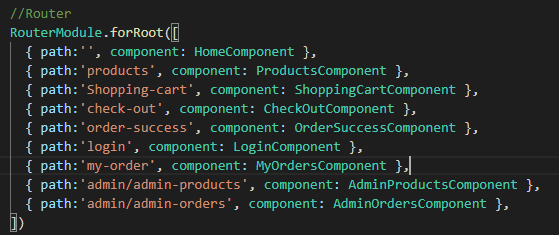 //Router
RouterModule.forRoot([
  { path:'', component: HomeComponent },
  { path:'products', component: ProductsComponent },
  { path:'Shopping-cart', component: ShoppingCartComponent },
  { path:'check-out', component: CheckOutComponent },
  { path:'order-success', component: OrderSuccessComponent },
  { path:'login', component: LoginComponent },
  { path:'my-order', component: MyOrdersComponent },
  { path:'admin/admin-products', component: AdminProductsComponent },
  { path:'admin/admin-orders', component: AdminOrdersComponent },
])